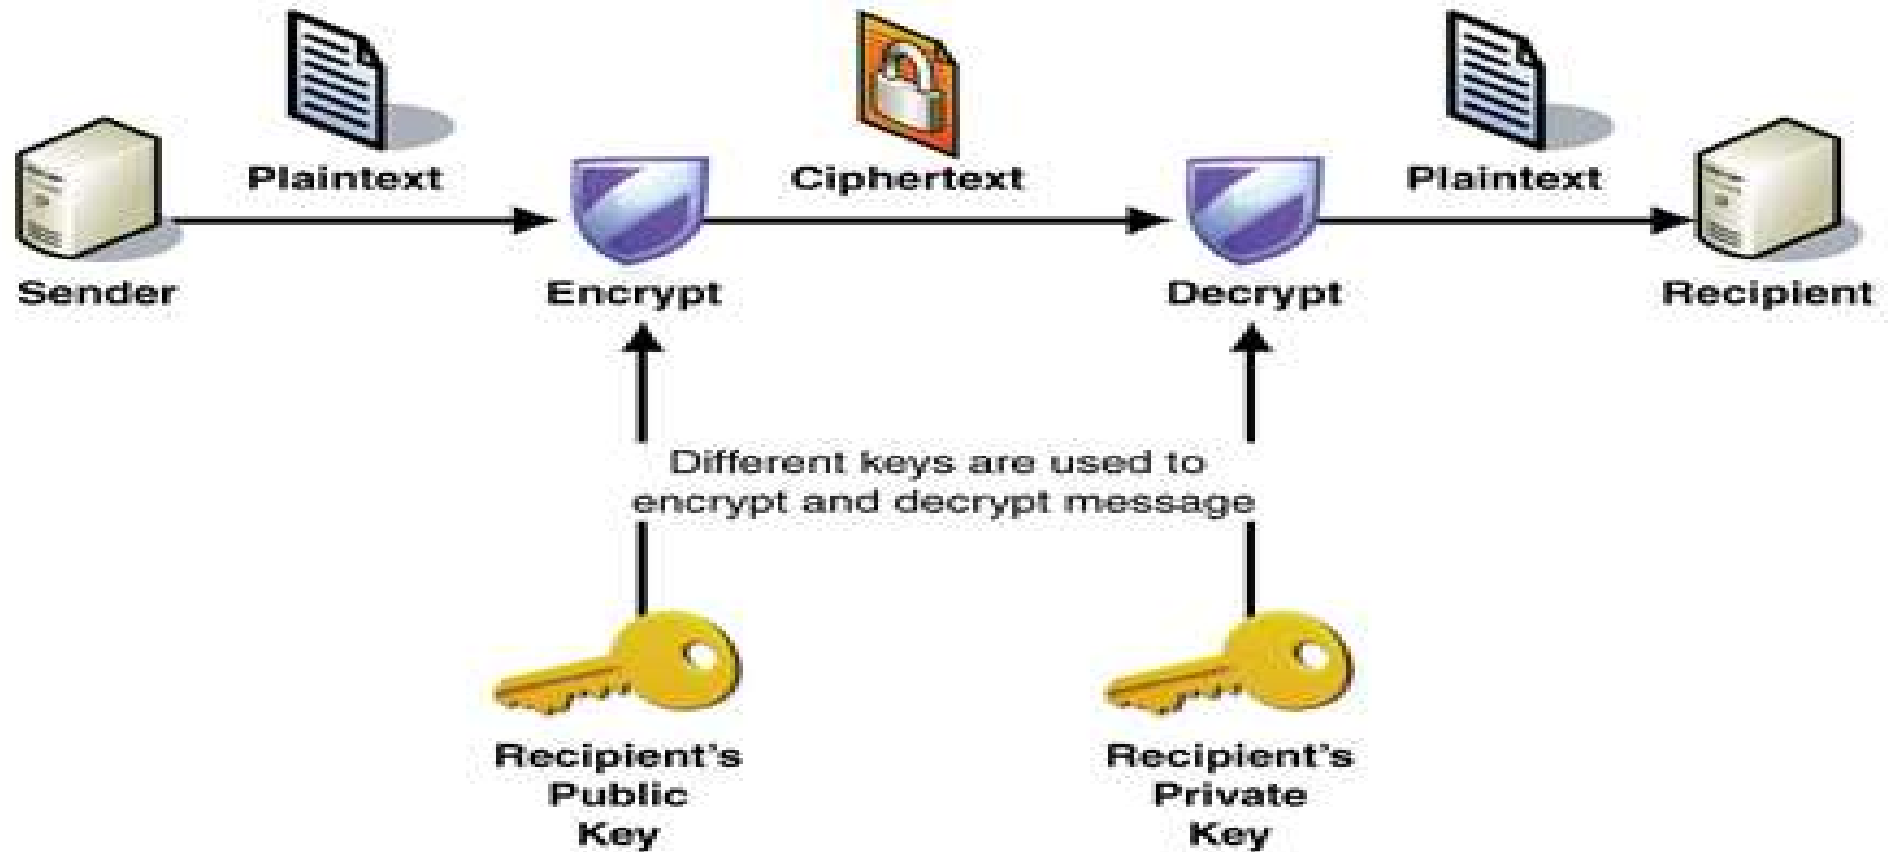 Plaintext
Ciphertext
Plaintext
Sender
Encrypt
Decrypt
Recipient
Different keys are used to
encrypt and decrypt message
Recipient's
Public
Key
Recipient's
Private
Key